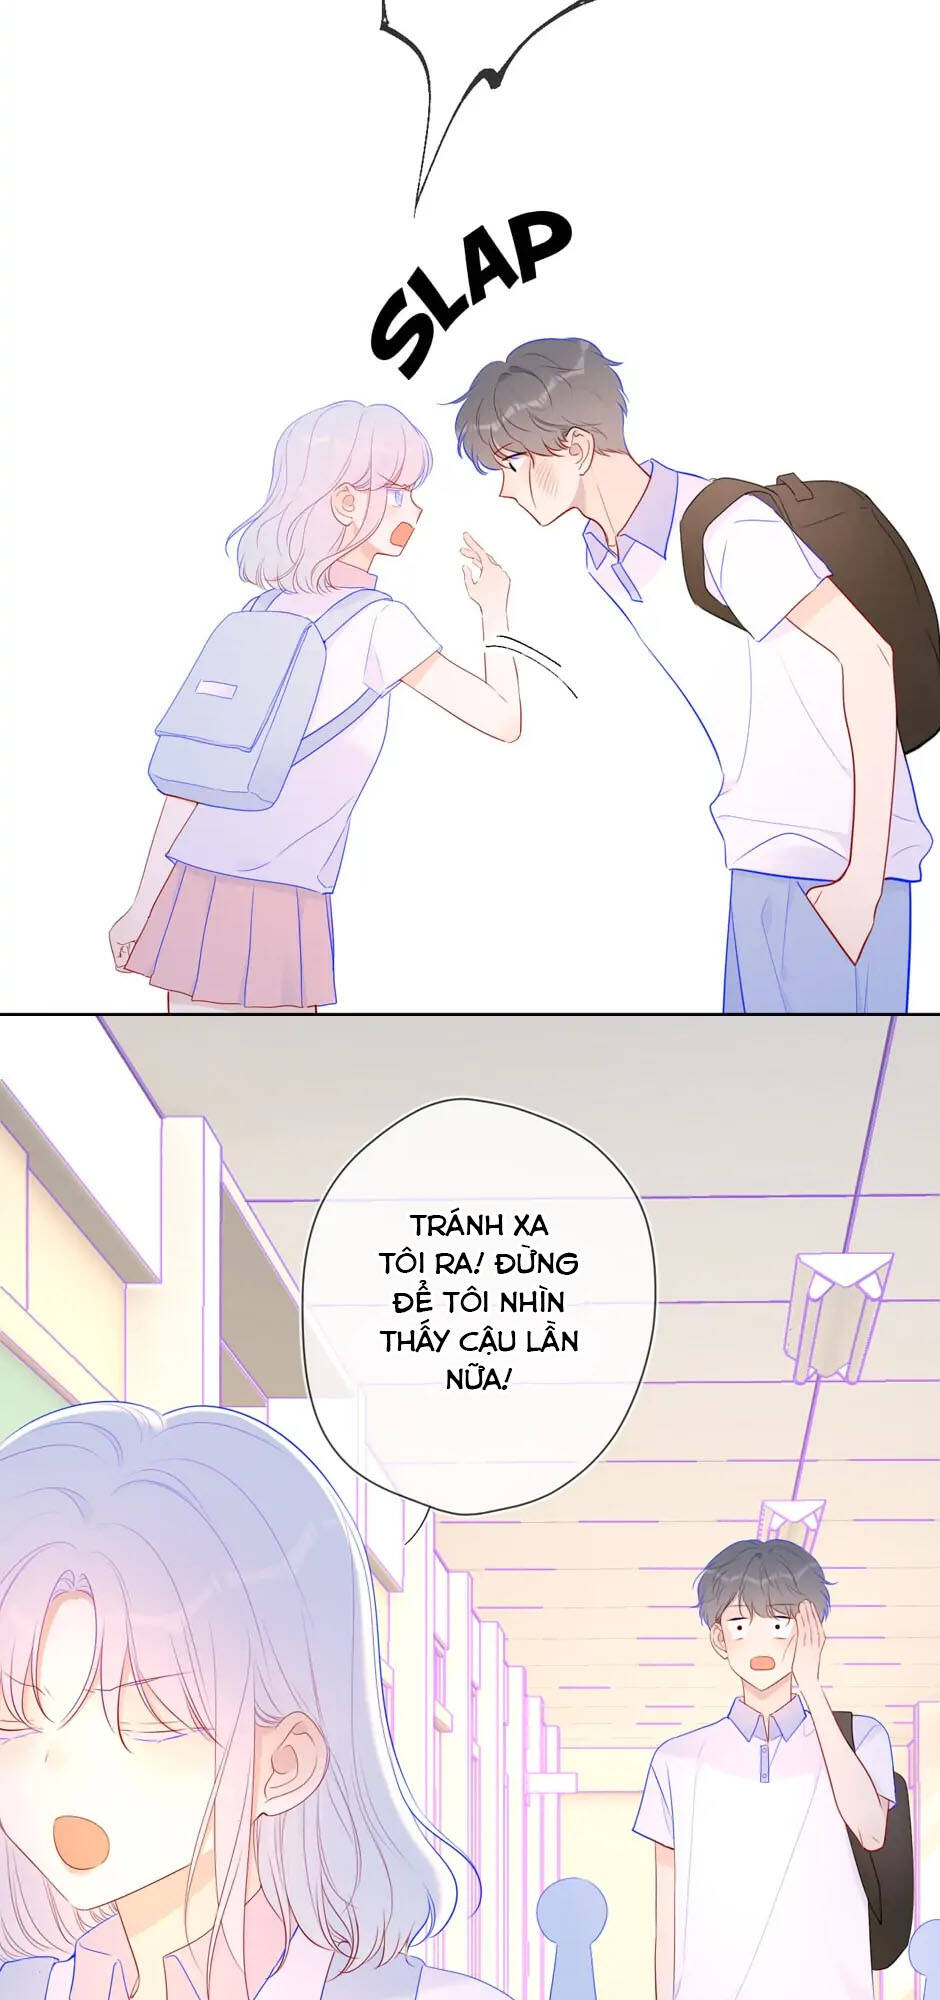 SLAP
TRÁNH XA
TÔI RA! ĐỪNG
ĐỂ TÔI NHÌN
THẤY CẬU LẦN
NỮA!